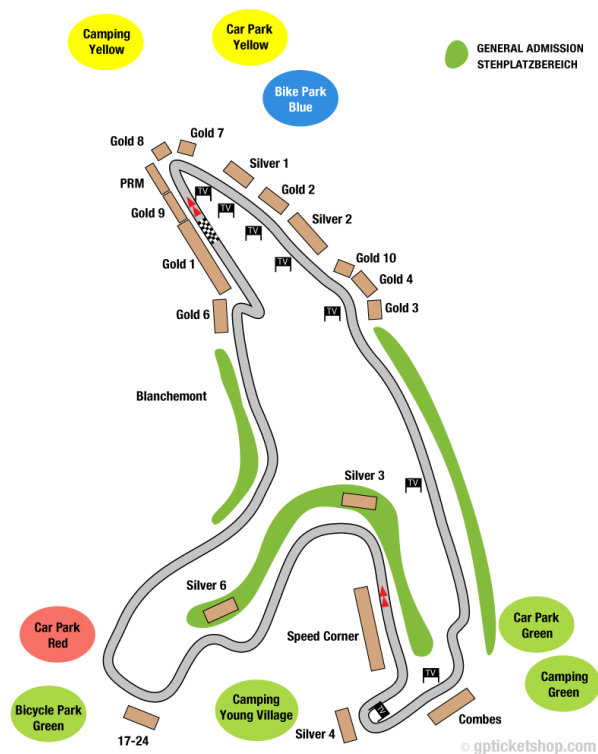 Camping
Yellow
Car Park
Yellow
GENERAL ADMISSION
STEHPLATZBEREICH
Bike Park
Blue
Gold 8
Gold 7
Silver 1
PRM
Gold 2
TV
Gold 9
TV
Silver 2
TV
Gold 1
TV
Gold 10
Gold 4
Gold 6
TV
Gold 3
Blanchemont
Silver 3
TV
Silver 6
Car Park
Red
Speed Corner
Car Park
Green
TV
Camping
Green
Bicycle Park
Green
Camping
Young Village
TV
17-24
Silver 4
Combes
© gpticketshop.com